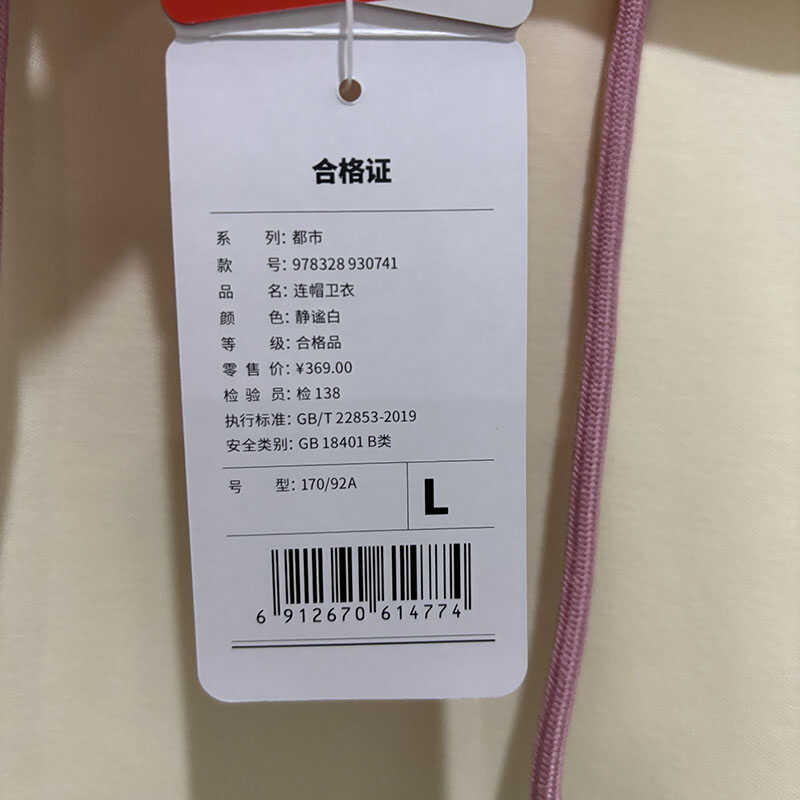 合格证
系 列: 都市
款 号: 978328 930741
品 名: 连帽卫衣
颜 色: 静谧白
等 级: 合格品
零 售 价: ¥369.00
检 验 员: 检 138
执行标准: GB/T 22853-2019
安全类别: GB 18401 B类
号 型: 170/92A
L
6 912670 614774